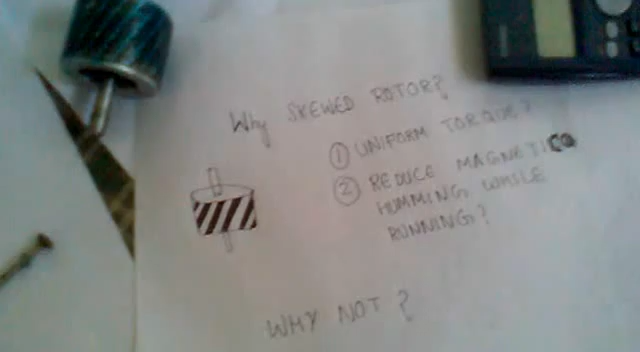 Why SKEWED ROTOR?
① UNIFORM TORQUE?
② REDUCE MAGNETIC
HUMMING WHILE
RUNNING?
WHY NOT?